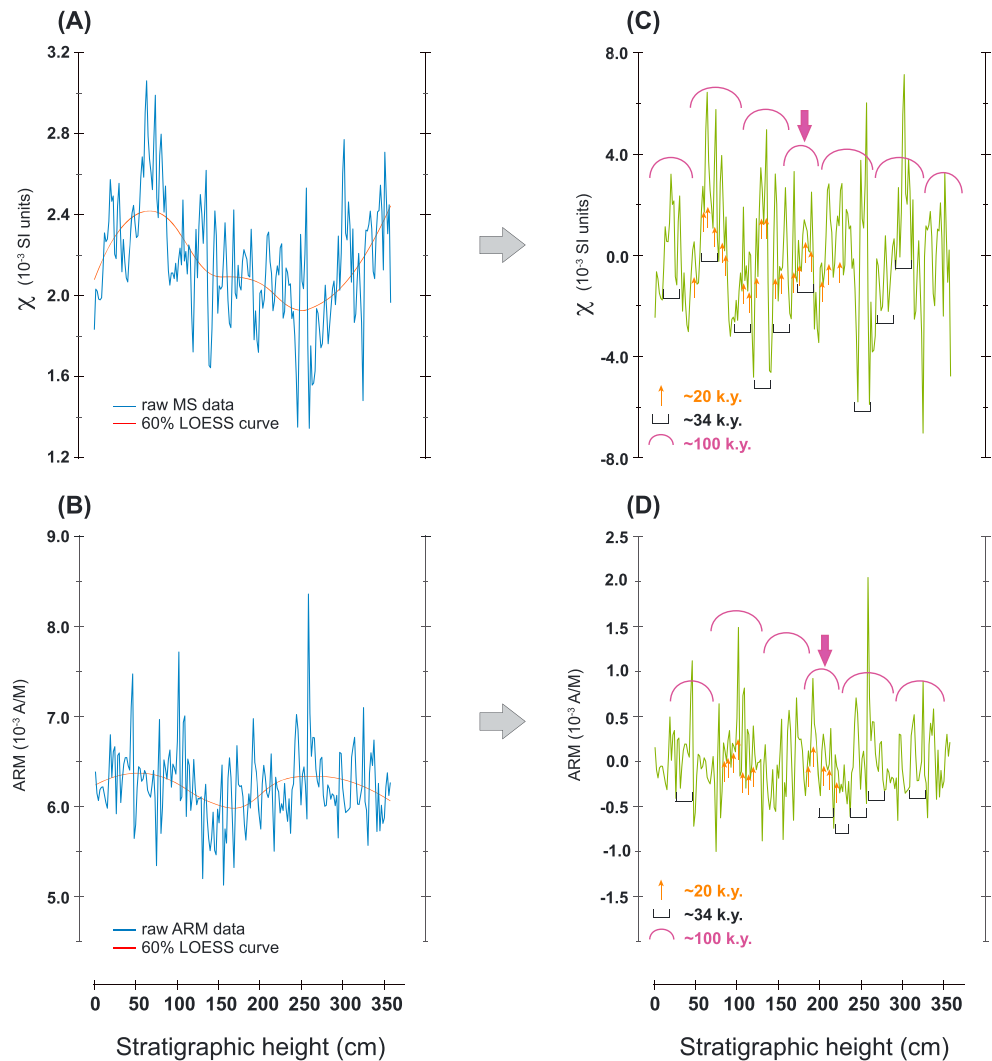 (A)
3.2
2.8
2.4
2.0
1.6
1.2
χ (10⁻³ SI units)
raw MS data
60% LOESS curve
(C)
8.0
4.0
0.0
-4.0
-8.0
χ (10⁻³ SI units)
~20 k.y.
~34 k.y.
~100 k.y.
(B)
9.0
8.0
7.0
6.0
5.0
ARM (10⁻³ A/M)
raw ARM data
60% LOESS curve
0 50 100 150 200 250 300 350
Stratigraphic height (cm)
(D)
2.5
2.0
1.5
1.0
0.5
0.0
-0.5
-1.0
-1.5
ARM (10⁻³ A/M)
~20 k.y.
~34 k.y.
~100 k.y.
0 50 100 150 200 250 300 350
Stratigraphic height (cm)